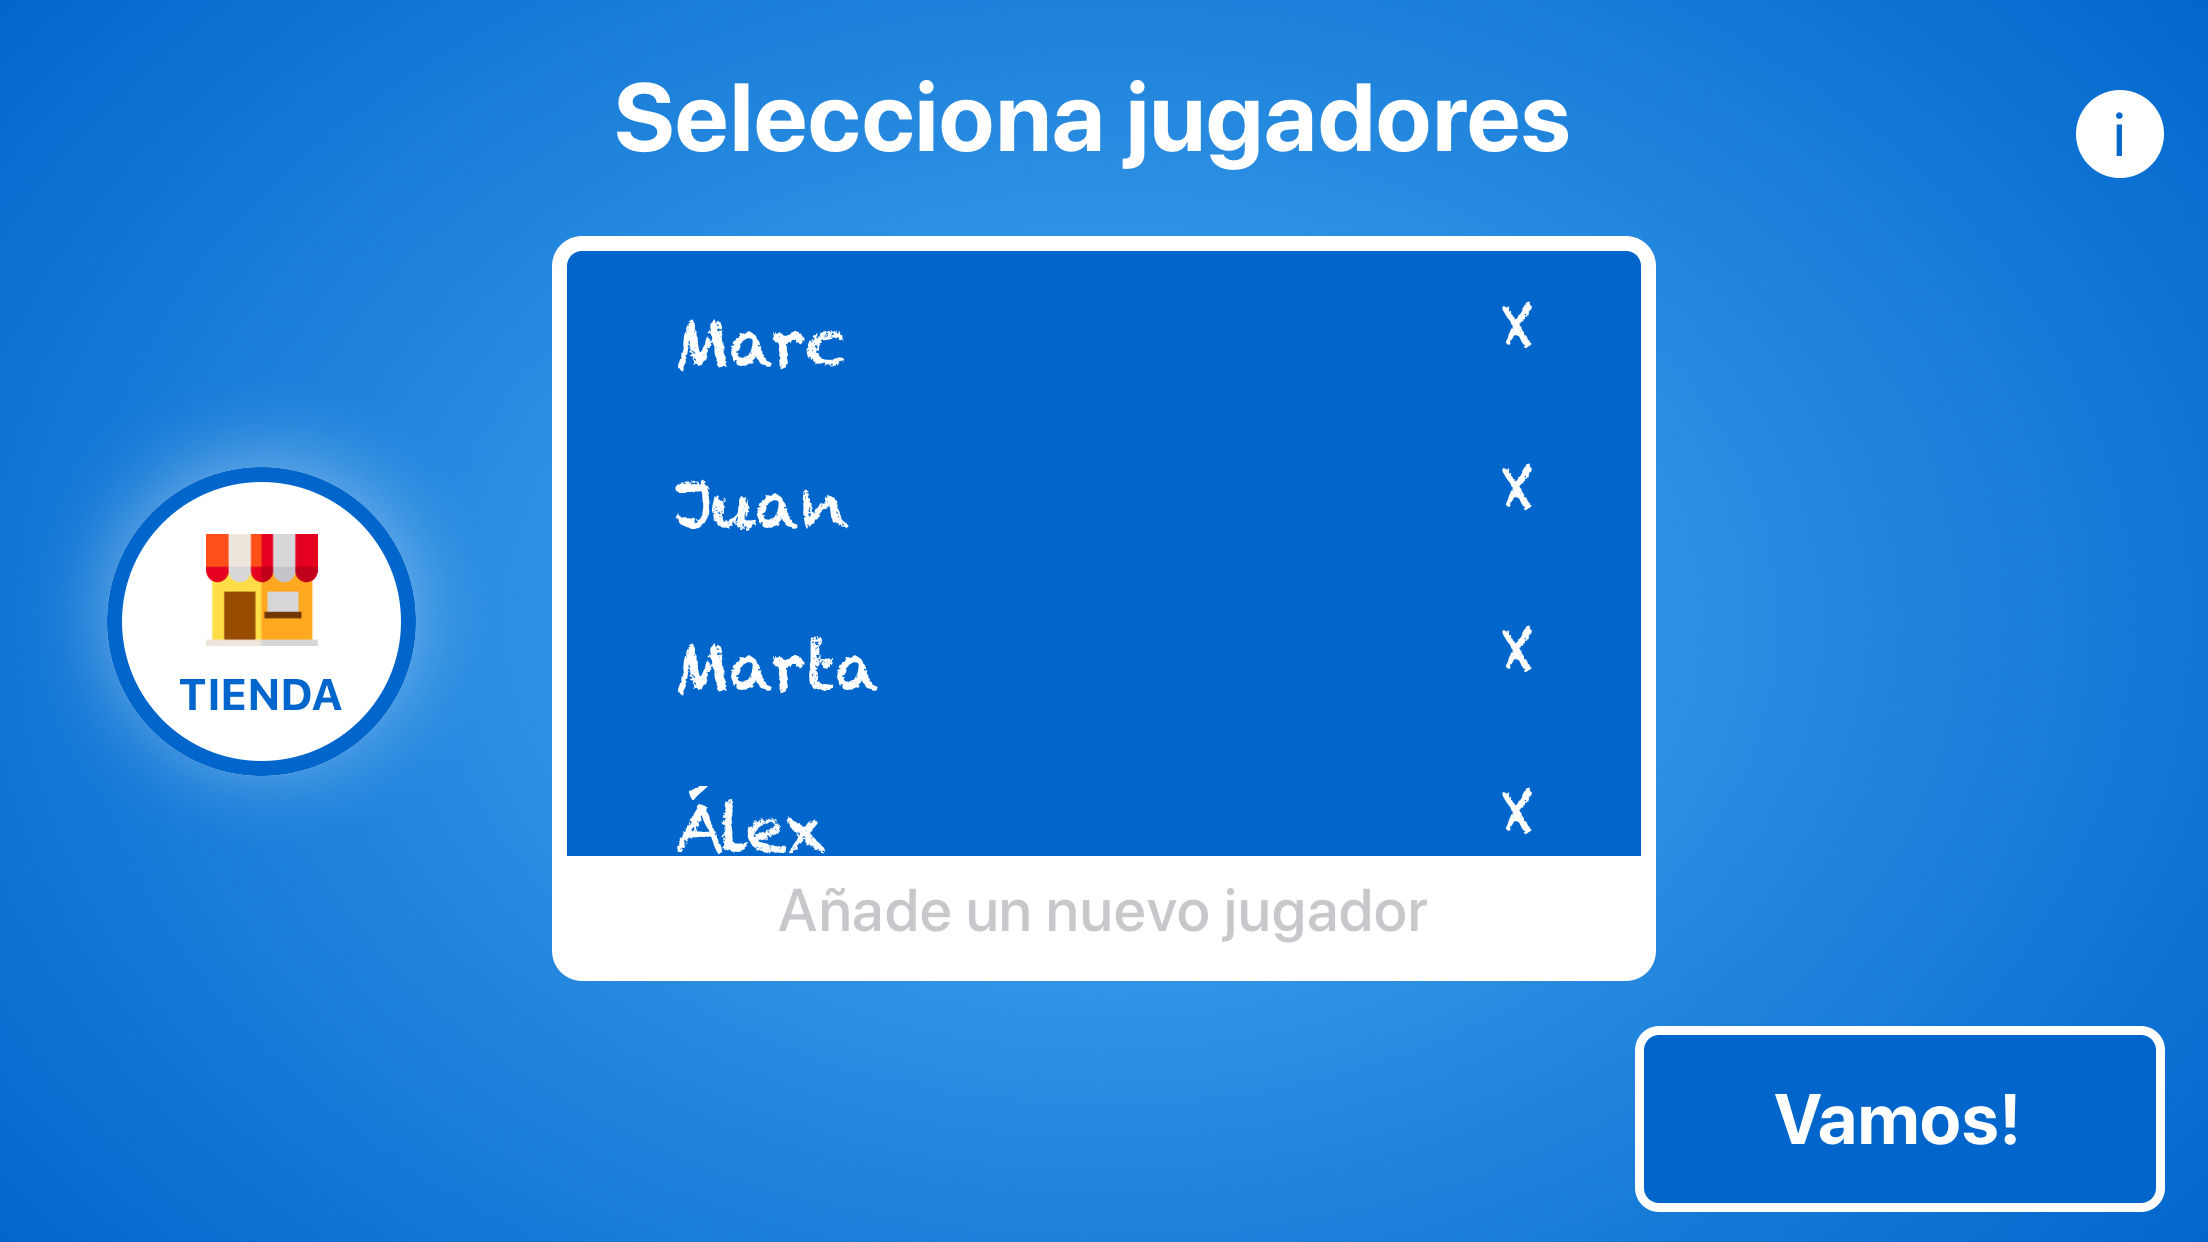 Selecciona jugadores
i
Marc X
Juan X
Marta X
Álex X
TIENDA
Añade un nuevo jugador
Vamos!